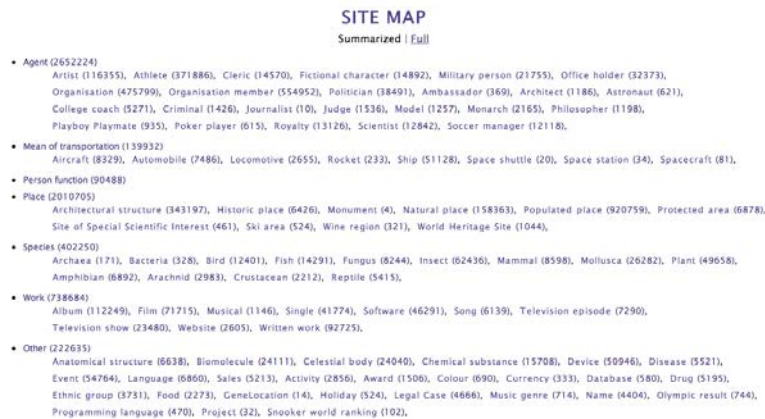 SITE MAP
Summarized | Full
• Agent (2652224)
Artist (116355), Athlete (371886), Cleric (14570), Fictional character (14892), Military person (21755), Office holder (32373),
Organisation (475799), Organisation member (554952), Politician (38491), Ambassador (369), Architect (1186), Astronaut (621),
College coach (5271), Criminal (1426), Journalist (10), Judge (1536), Model (1257), Monarch (2165), Philosopher (1198),
Playboy Playmate (935), Poker player (615), Royalty (13126), Scientist (12842), Soccer manager (12118),
• Mean of transportation (139932)
Aircraft (8329), Automobile (7486), Locomotive (2655), Rocket (233), Ship (51128), Space shuttle (20), Space station (34), Spacecraft (81),
• Person function (90488)
• Place (2010705)
Architectural structure (343197), Historic place (6426), Monument (4), Natural place (158363), Populated place (920759), Protected area (6878),
Site of Special Scientific Interest (461), Ski area (524), Wine region (321), World Heritage Site (1044),
• Species (402250)
Archaea (171), Bacteria (328), Bird (12401), Fish (14291), Fungus (8244), Insect (62436), Mammal (8598), Mollusca (26282), Plant (49658),
Amphibian (6892), Arachnid (2983), Crustacean (2212), Reptile (5415),
• Work (738684)
Album (112249), Film (71715), Musical (1146), Single (41774), Software (46291), Song (6139), Television episode (7290),
Television show (23480), Website (2605), Written work (92725),
• Other (222635)
Anatomical structure (6638), Biomolecule (24111), Celestial body (24040), Chemical substance (15708), Device (50946), Disease (5521),
Event (54764), Language (6860), Sales (5213), Activity (2856), Award (1506), Colour (690), Currency (333), Database (580), Drug (5195),
Ethnic group (3731), Food (2273), GeneLocation (14), Holiday (524), Legal Case (4666), Music genre (714), Name (4404), Olympic result (744),
Programming language (470), Project (32), Snooker world ranking (102),